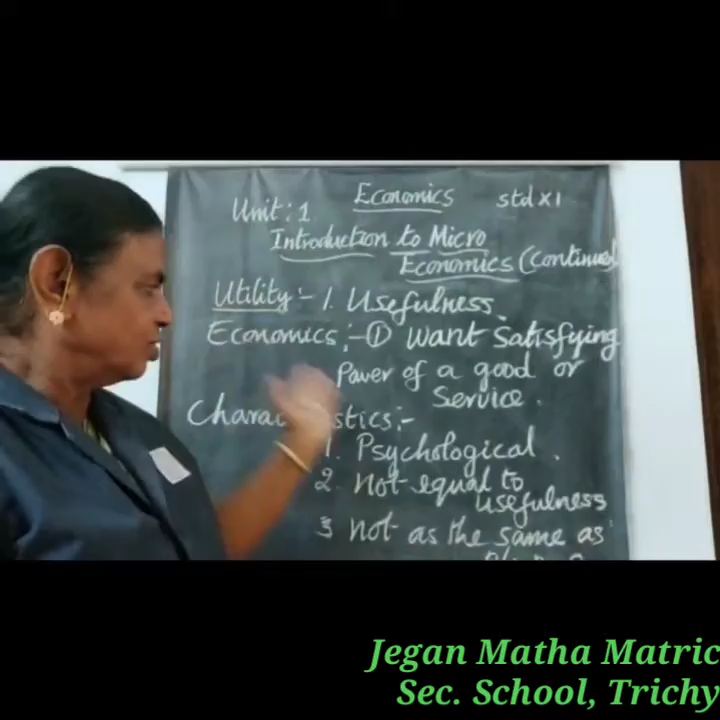 Economics std XI
Unit : 1
Introduction to Micro
Economics (Continued
Utility :- 1. Usefulness.
Economics :- ① Want Satisfying
Power of a good or
Service.
Charac stics :-
1. Psychological.
2. not equal to
usefulness
3 not as the same as
Jegan Matha Matric
Sec. School, Trichy